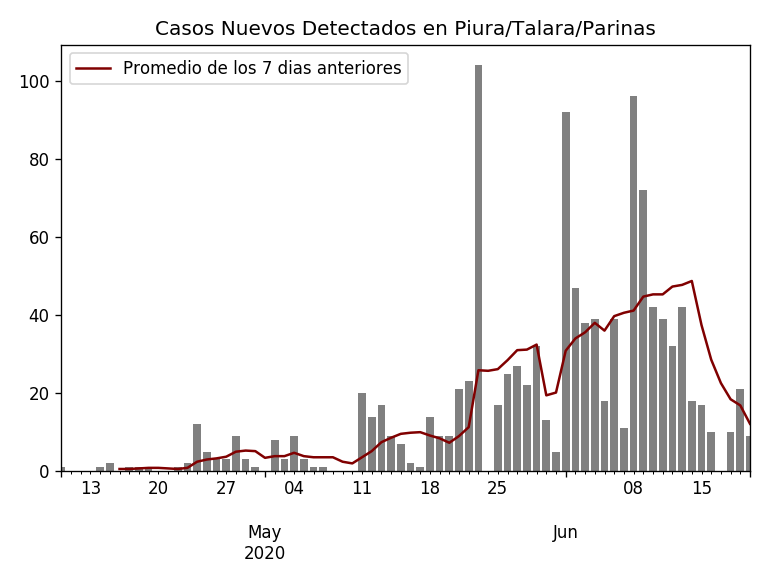 Casos Nuevos Detectados en Piura/Talara/Parinas
Promedio de los 7 dias anteriores
100
80
60
40
20
0
13 20 27 04 11 18 25 08 15
May Jun
2020